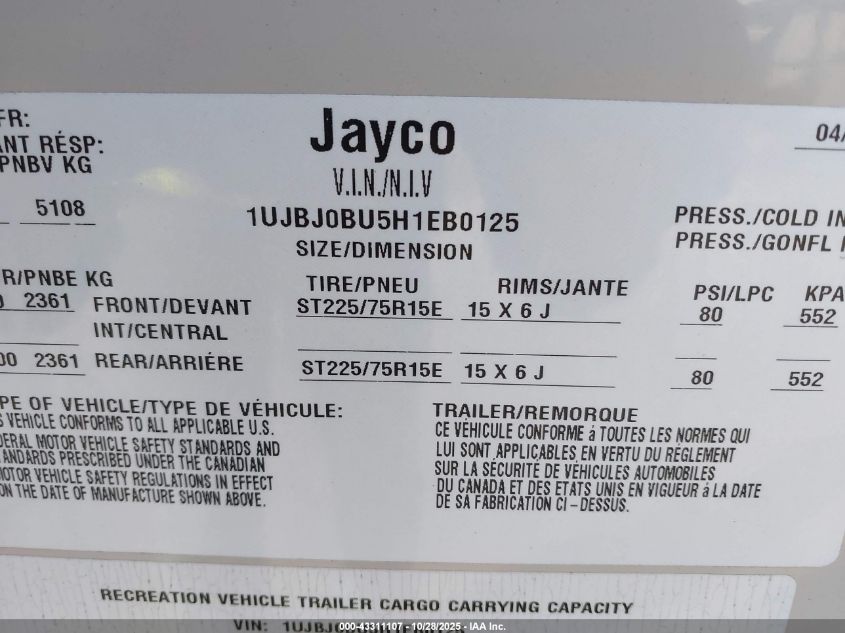 FR:
Jayco
04/
ANT RÉSP:
PNBV KG
V.I.N./N.I.V
5108
1UJBJ0BU5H1EB0125
PRESS./COLD IN
SIZE/DIMENSION
PRESS./GONFL
R/PNBE KG
TIRE/PNEU RIMS/JANTE PSI/LPC KPA
0 2361 FRONT/DEVANT ST225/75R15E 15 X 6 J 80 552
INT/CENTRAL
00 2361 REAR/ARRIÉRE ST225/75R15E 15 X 6 J 80 552
PE OF VEHICLE/TYPE DE VÉHICULE: TRAILER/REMORQUE
S VEHICLE CONFORMS TO ALL APPLICABLE U.S.
DERAL MOTOR VEHICLE SAFETY STANDARDS AND
TANDARDS PRESCRIBED UNDER THE CANADIAN
MOTOR VEHICLE SAFETY REGULATIONS IN EFFECT
ON THE DATE OF MANUFACTURE SHOWN ABOVE.
CE VÉHICULE CONFORME á TOUTES LES NORMES QUI
LUI SONT APPLICABLES EN VERTU DU RÉGLEMENT
SUR LA SÉCURITÉ DE VÉHICULES AUTOMOBILES
DU CANADA ET DES ETATS UNIS EN VIGUEUR á LA DATE
DE SA FABRICATION CI-DESSUS.
RECREATION VEHICLE TRAILER CARGO CARRYING CAPACITY
VIN:
000-43311107 - 10/28/2025 - IAA Inc.